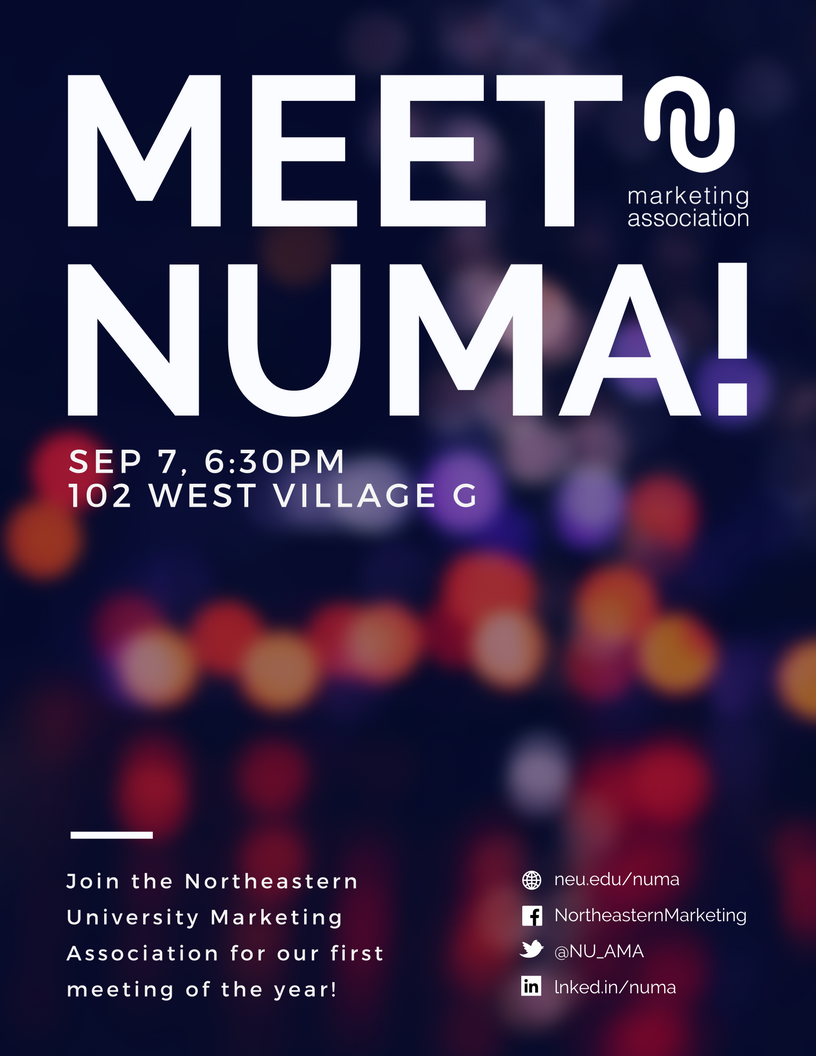 MEET
marketing
association
NUMA!
SEP 7, 6:30PM
102 WEST VILLAGE G
Join the Northeastern
University Marketing
Association for our first
meeting of the year!
neu.edu/numa
NortheasternMarketing
@NU_AMA
lnked.in/numa